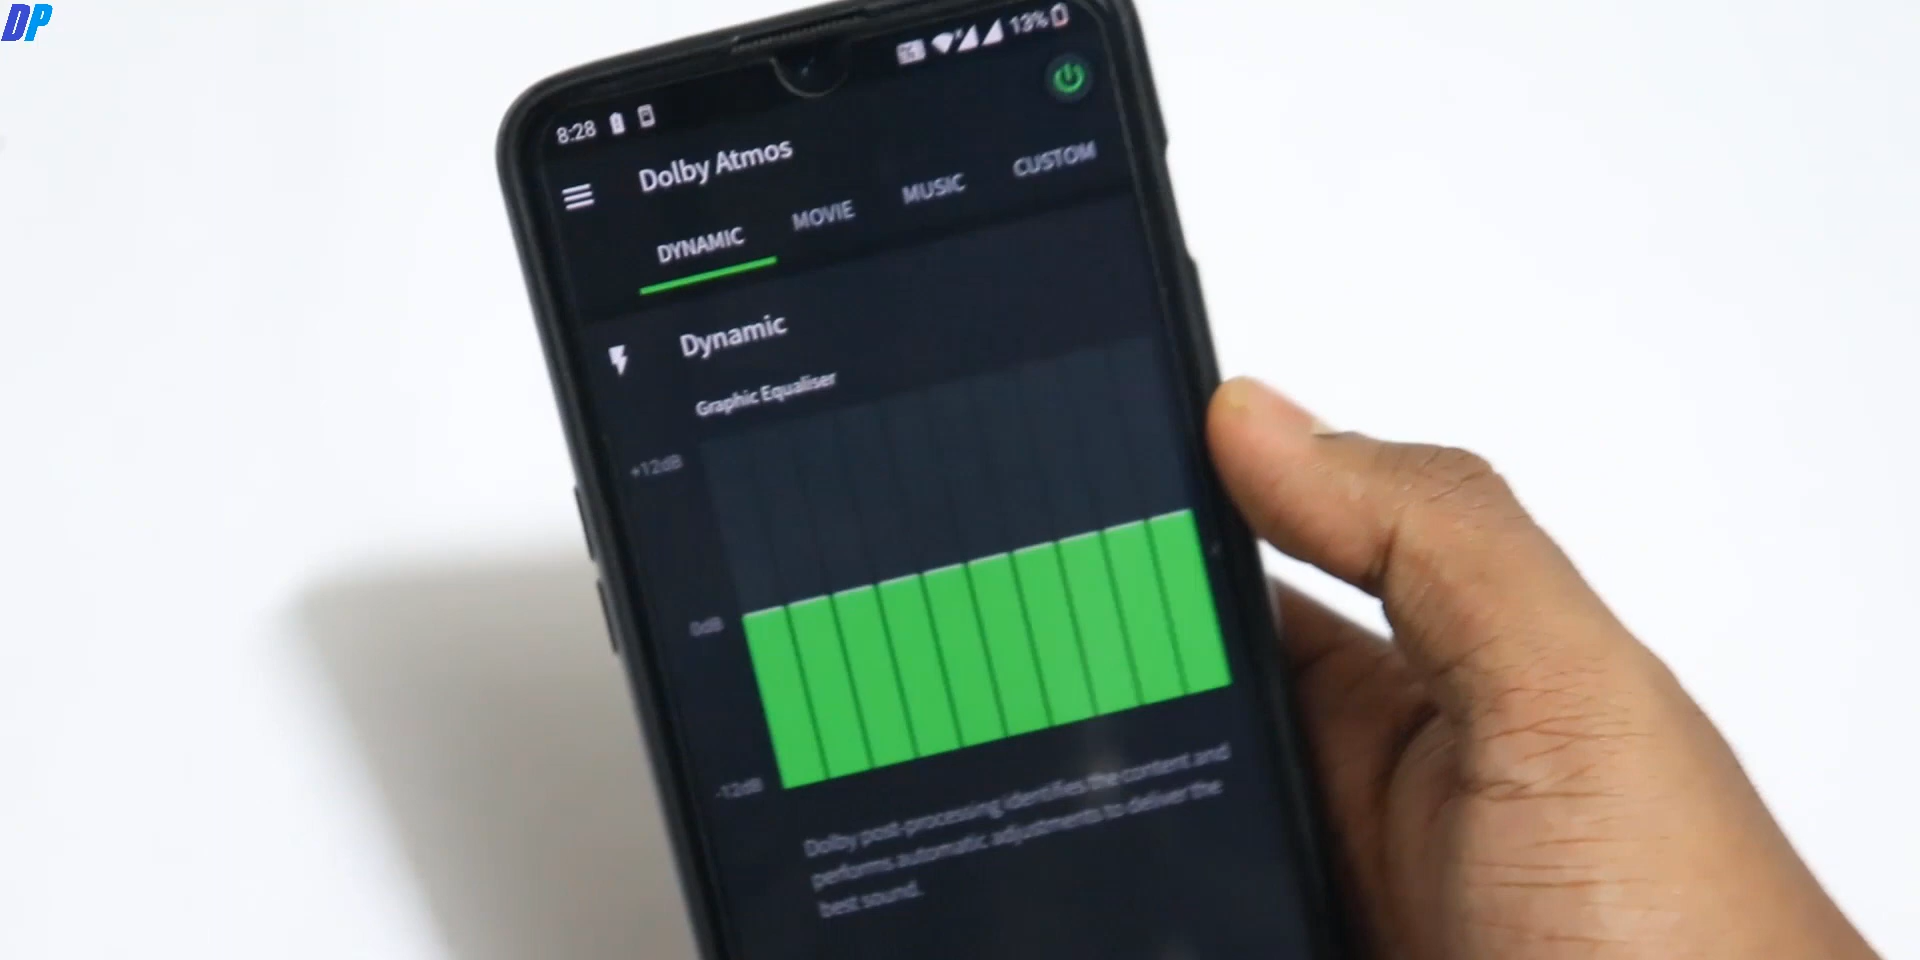 DP
8:28
13%
Dolby Atmos
DYNAMIC MOVIE MUSIC CUSTOM
Dynamic
Graphic Equaliser
+12dB
0dB
-12dB
Dolby post-processing identifies the content and
performs automatic adjustments to deliver the
best sound.